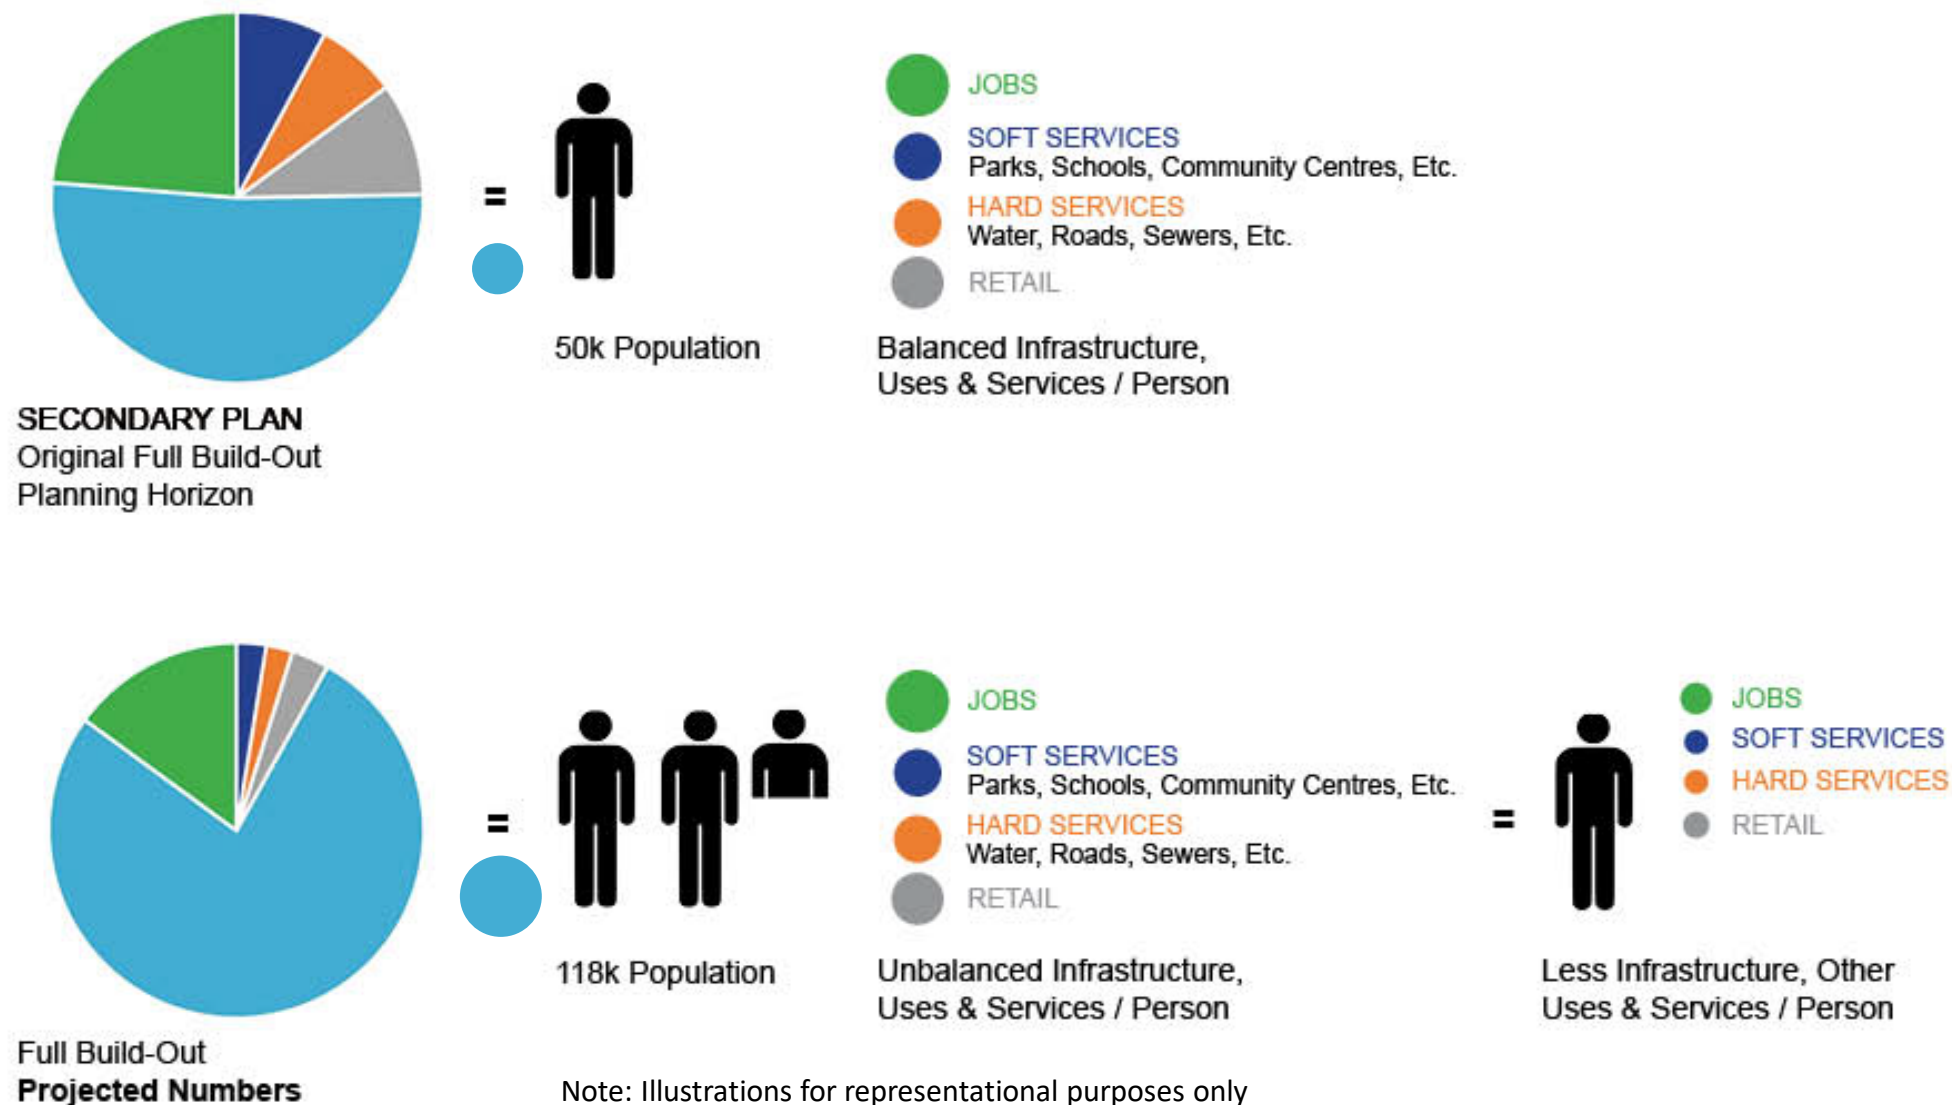 JOBS
SOFT SERVICES
Parks, Schools, Community Centres, Etc.
HARD SERVICES
Water, Roads, Sewers, Etc.
RETAIL
=
50k Population
Balanced Infrastructure,
Uses & Services / Person
SECONDARY PLAN
Original Full Build-Out
Planning Horizon
JOBS
SOFT SERVICES
Parks, Schools, Community Centres, Etc.
HARD SERVICES
Water, Roads, Sewers, Etc.
RETAIL
=
118k Population
Unbalanced Infrastructure,
Uses & Services / Person
=
JOBS
SOFT SERVICES
HARD SERVICES
RETAIL
Less Infrastructure, Other
Uses & Services / Person
Full Build-Out
Projected Numbers
Note: Illustrations for representational purposes only